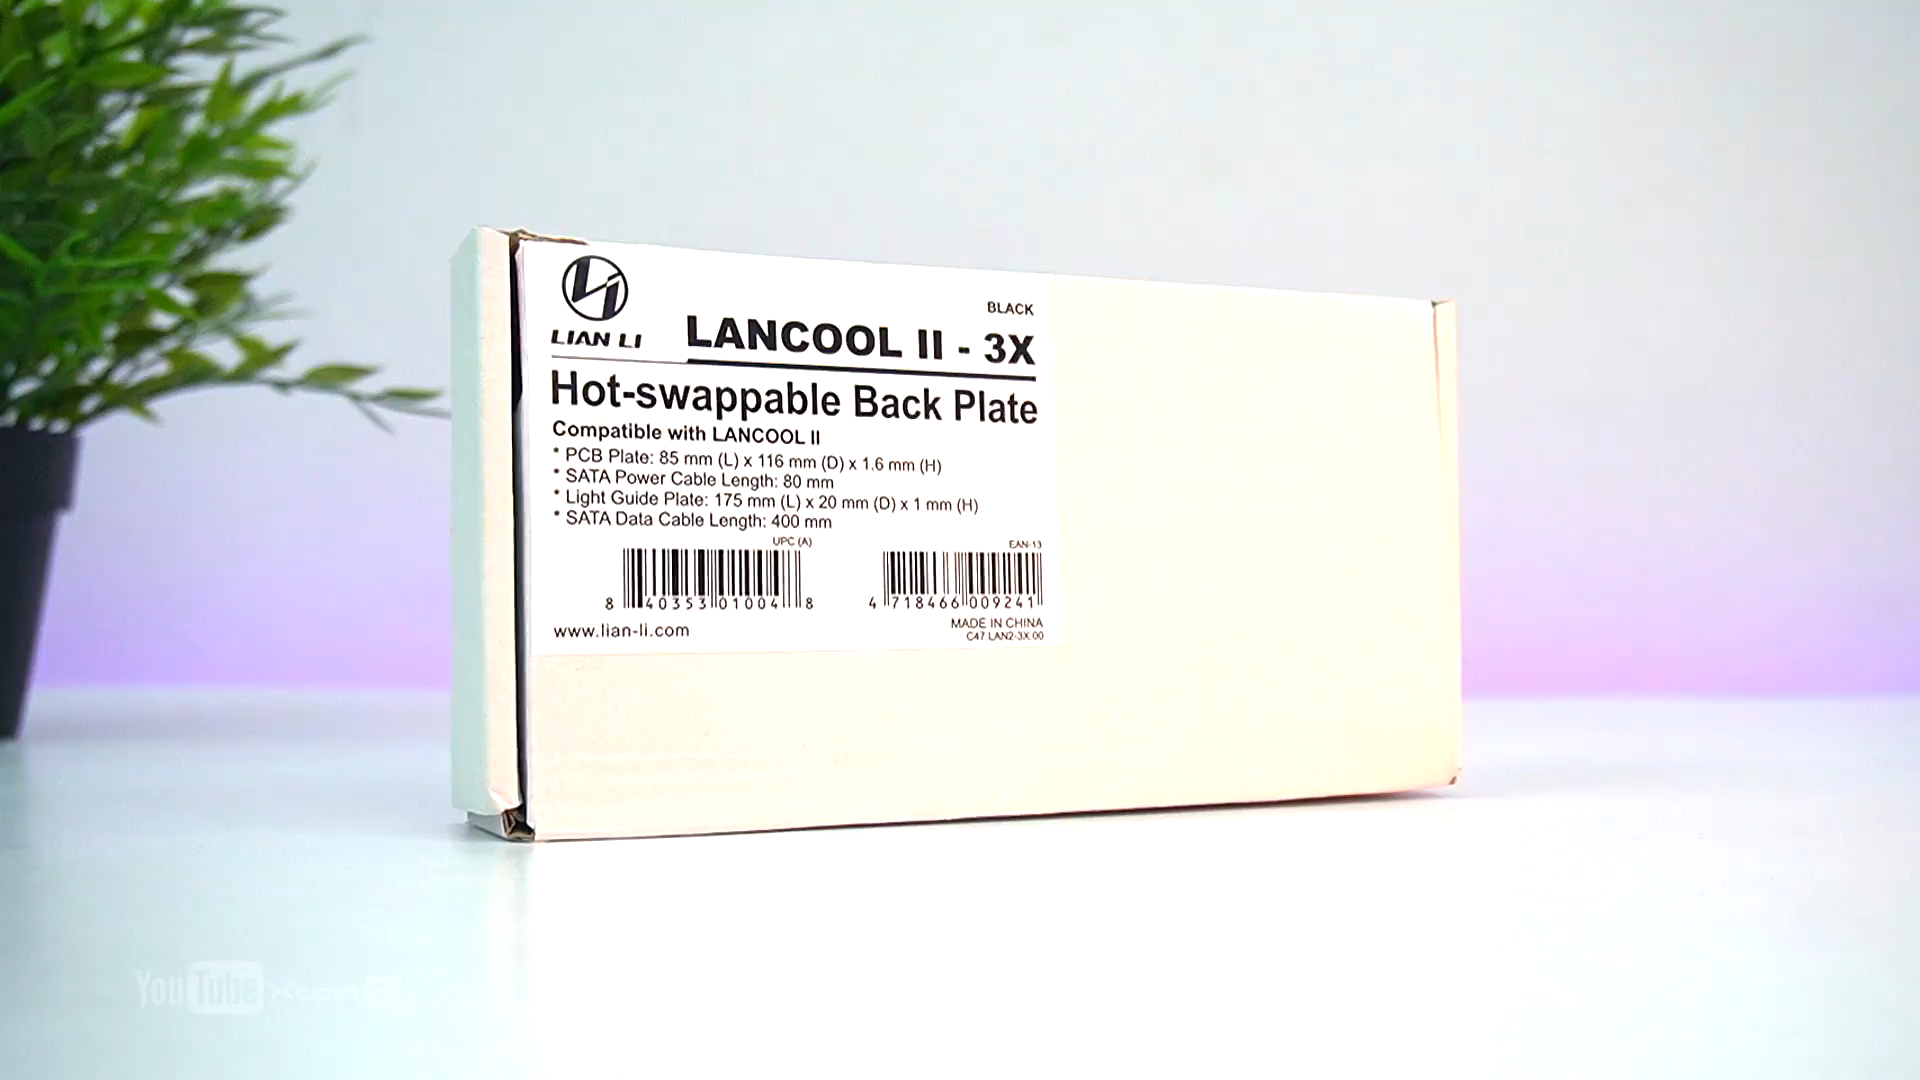 BLACK
LIAN LI
LANCOOL II - 3X
Hot-swappable Back Plate
Compatible with LANCOOL II
* PCB Plate: 85 mm (L) x 116 mm (D) x 1.6 mm (H)
* SATA Power Cable Length: 80 mm
* Light Guide Plate: 175 mm (L) x 20 mm (D) x 1 mm (H)
* SATA Data Cable Length: 400 mm
UPC (A)
EAN-13
8 40353 01004 8
4 718466 009241
www.lian-li.com
MADE IN CHINA
C47 LAN2-3X.00
YouTube